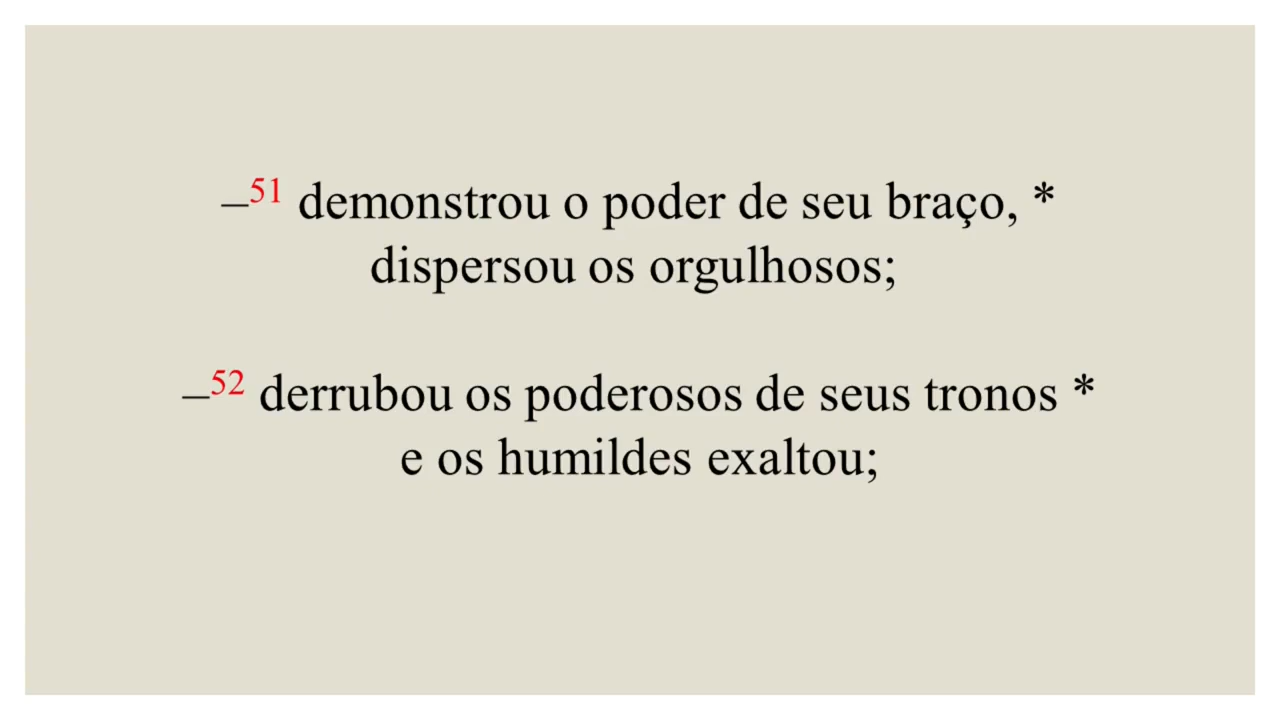 –51 demonstrou o poder de seu braço, *
dispersou os orgulhosos;
–52 derrubou os poderosos de seus tronos *
e os humildes exaltou;